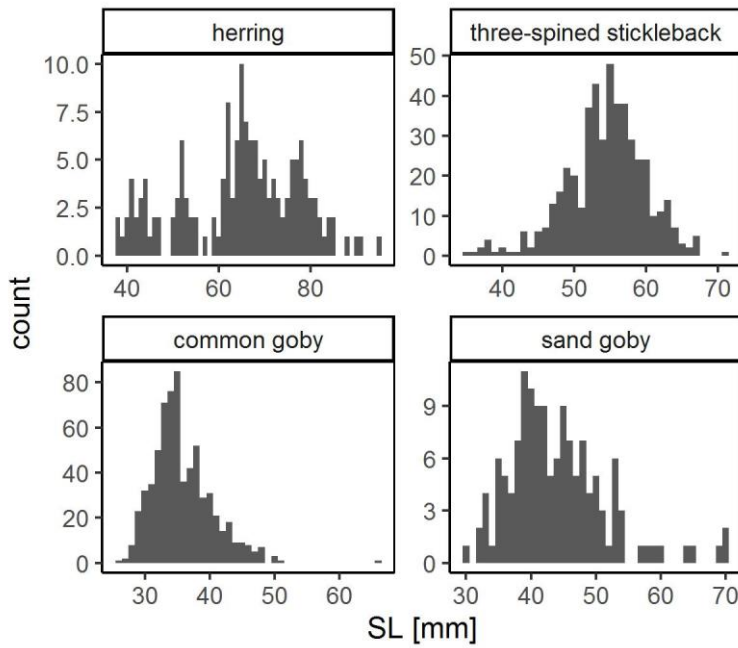 herring
three-spined stickleback
10.0
7.5
5.0
2.5
0.0
50
40
30
20
10
0
40 60 80
40 50 60 70
count
common goby
sand goby
80
60
40
20
0
9
6
3
0
30 40 50 60
30 40 50 60 70
SL [mm]